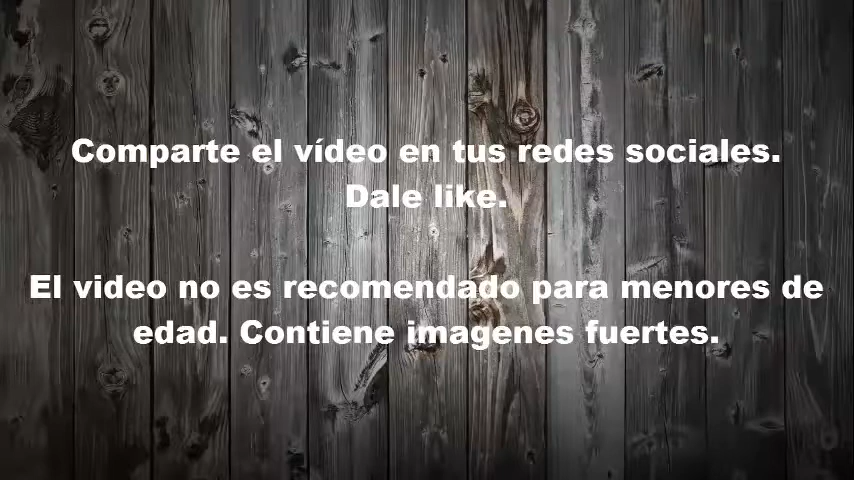 Comparte el vídeo en tus redes sociales.
Dale like.
El video no es recomendado para menores de
edad. Contiene imagenes fuertes.